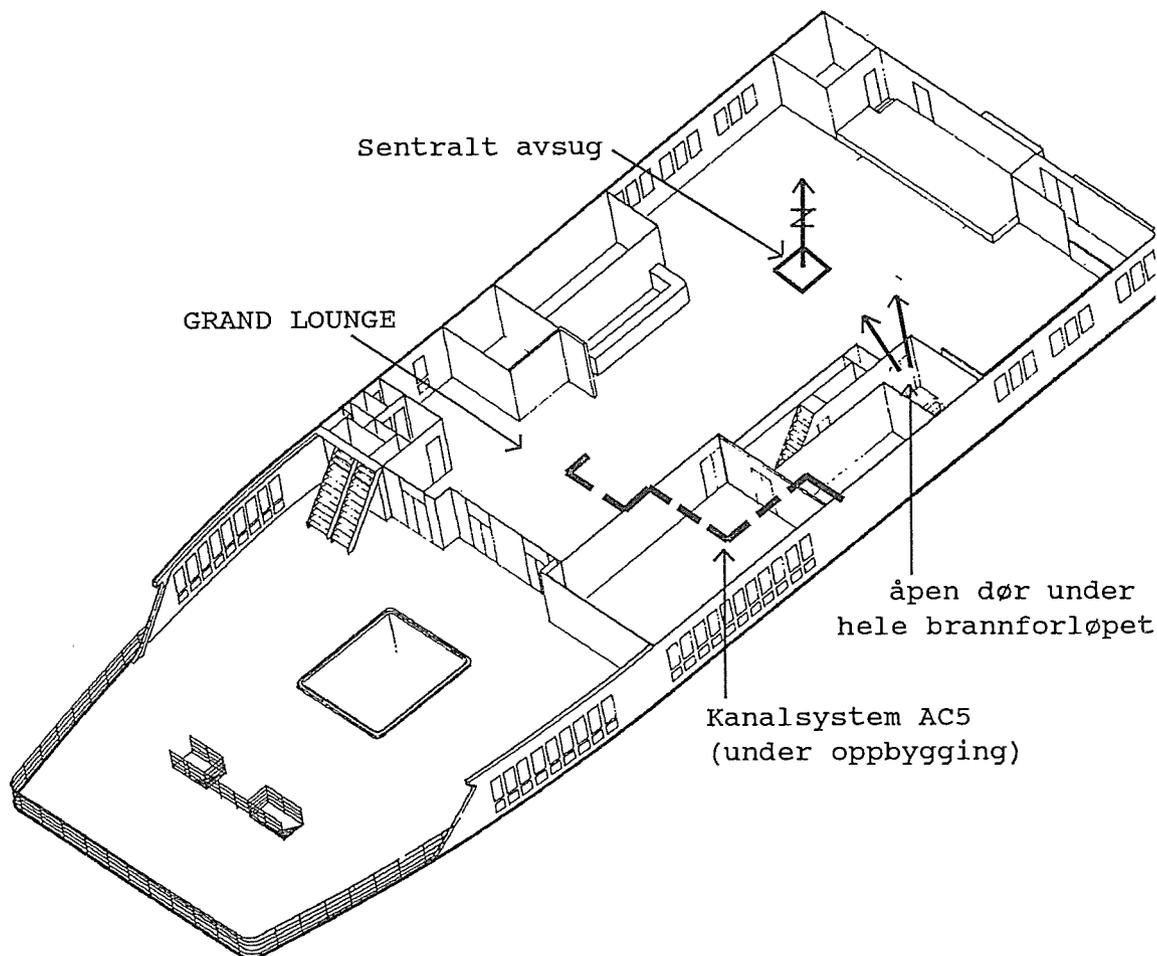 Sentralt avsug
GRAND LOUNGE
åpen dør under
hele brannforløpet
Kanalsystem AC5
(under oppbygging)